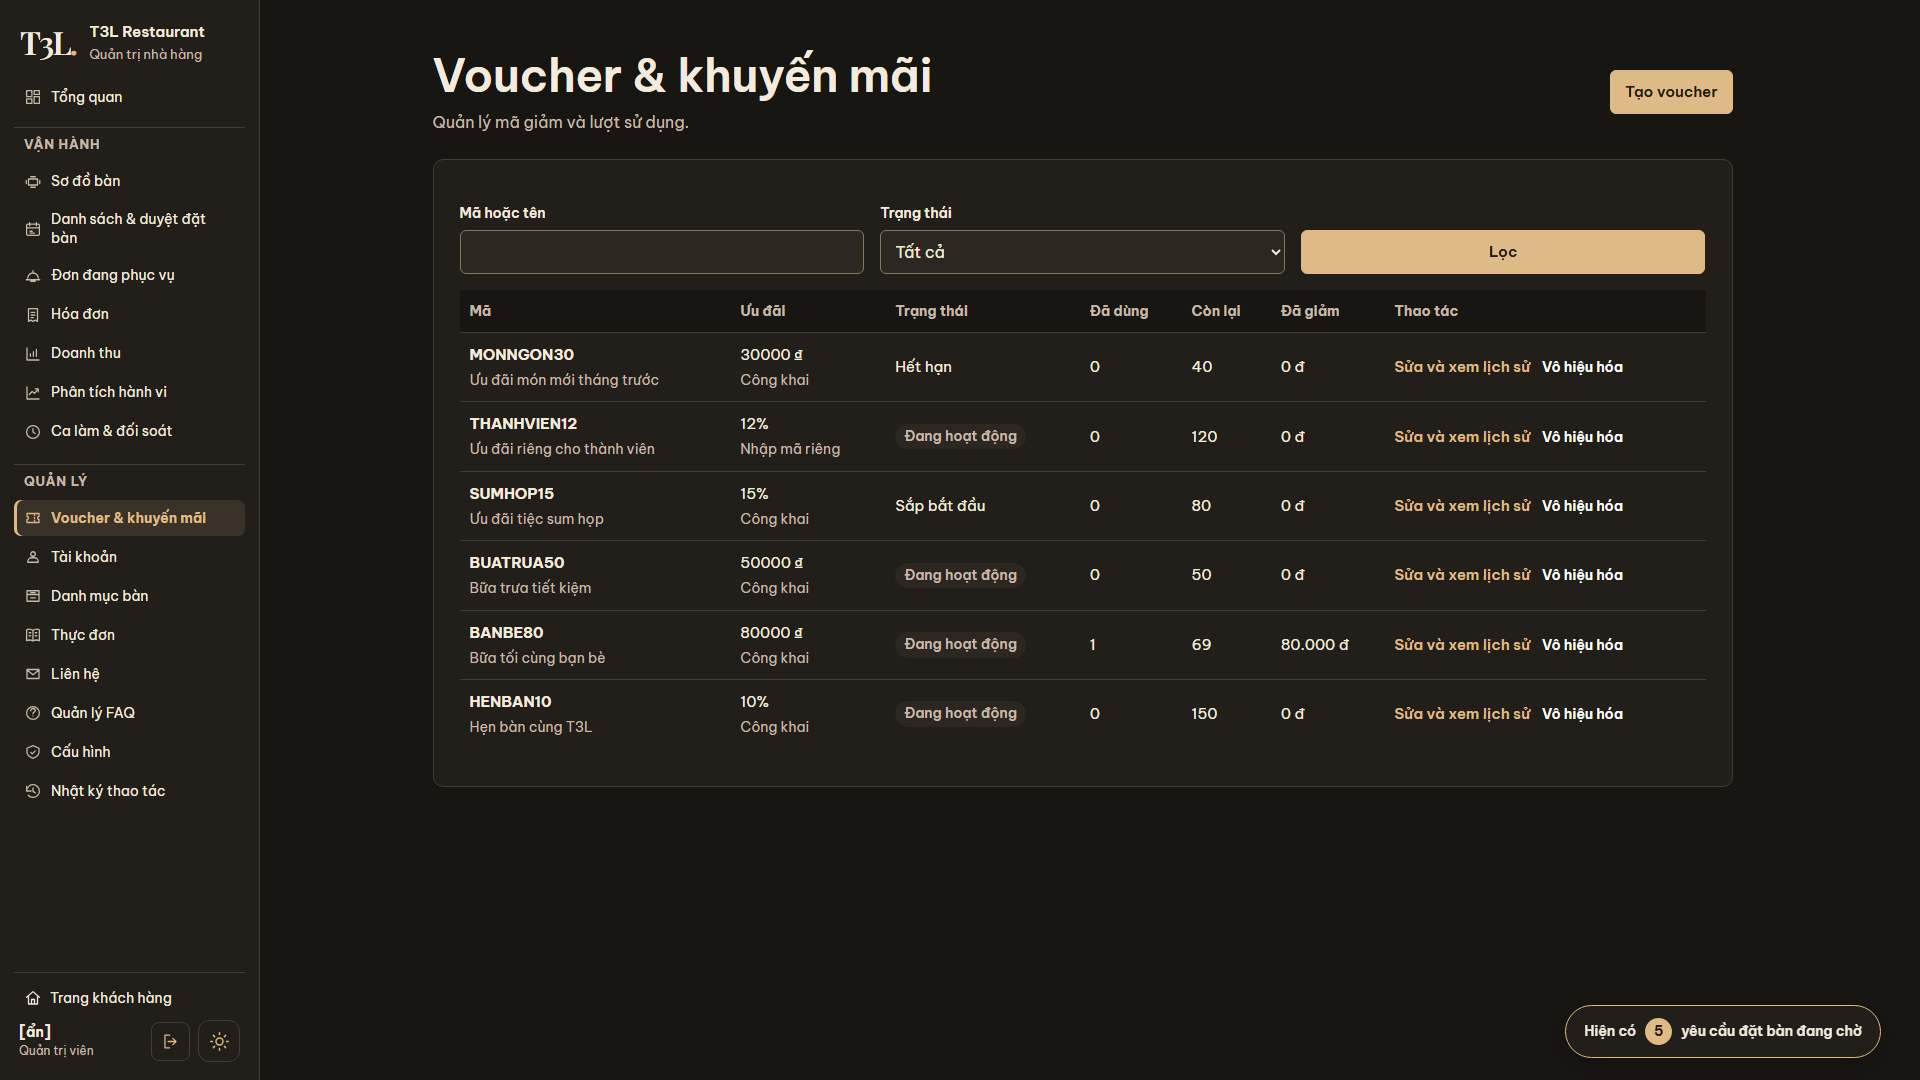 T3L.
T3L Restaurant
Quản trị nhà hàng
Tổng quan
VẬN HÀNH
Sơ đồ bàn
Danh sách & duyệt đặt
bàn
Đơn đang phục vụ
Hóa đơn
Doanh thu
Phân tích hành vi
Ca làm & đối soát
QUẢN LÝ
Voucher & khuyến mãi
Tài khoản
Danh mục bàn
Thực đơn
Liên hệ
Quản lý FAQ
Cấu hình
Nhật ký thao tác
Trang khách hàng
[ẩn]
Quản trị viên
Voucher & khuyến mãi
Quản lý mã giảm và lượt sử dụng.
Tạo voucher
Mã hoặc tên
Trạng thái
Tất cả
Lọc
Mã Ưu đãi Trạng thái Đã dùng Còn lại Đã giảm Thao tác
MONNGON30 30000 ₫ Hết hạn 0 40 0 đ Sửa và xem lịch sử Vô hiệu hóa
Ưu đãi món mới tháng trước Công khai
THANHVIEN12 12% Đang hoạt động 0 120 0 đ Sửa và xem lịch sử Vô hiệu hóa
Ưu đãi riêng cho thành viên Nhập mã riêng
SUMHOP15 15% Sắp bắt đầu 0 80 0 đ Sửa và xem lịch sử Vô hiệu hóa
Ưu đãi tiệc sum họp Công khai
BUATRUA50 50000 ₫ Đang hoạt động 0 50 0 đ Sửa và xem lịch sử Vô hiệu hóa
Bữa trưa tiết kiệm Công khai
BANBE80 80000 ₫ Đang hoạt động 1 69 80.000 đ Sửa và xem lịch sử Vô hiệu hóa
Bữa tối cùng bạn bè Công khai
HENBAN10 10% Đang hoạt động 0 150 0 đ Sửa và xem lịch sử Vô hiệu hóa
Hẹn bàn cùng T3L Công khai
Hiện có 5 yêu cầu đặt bàn đang chờ